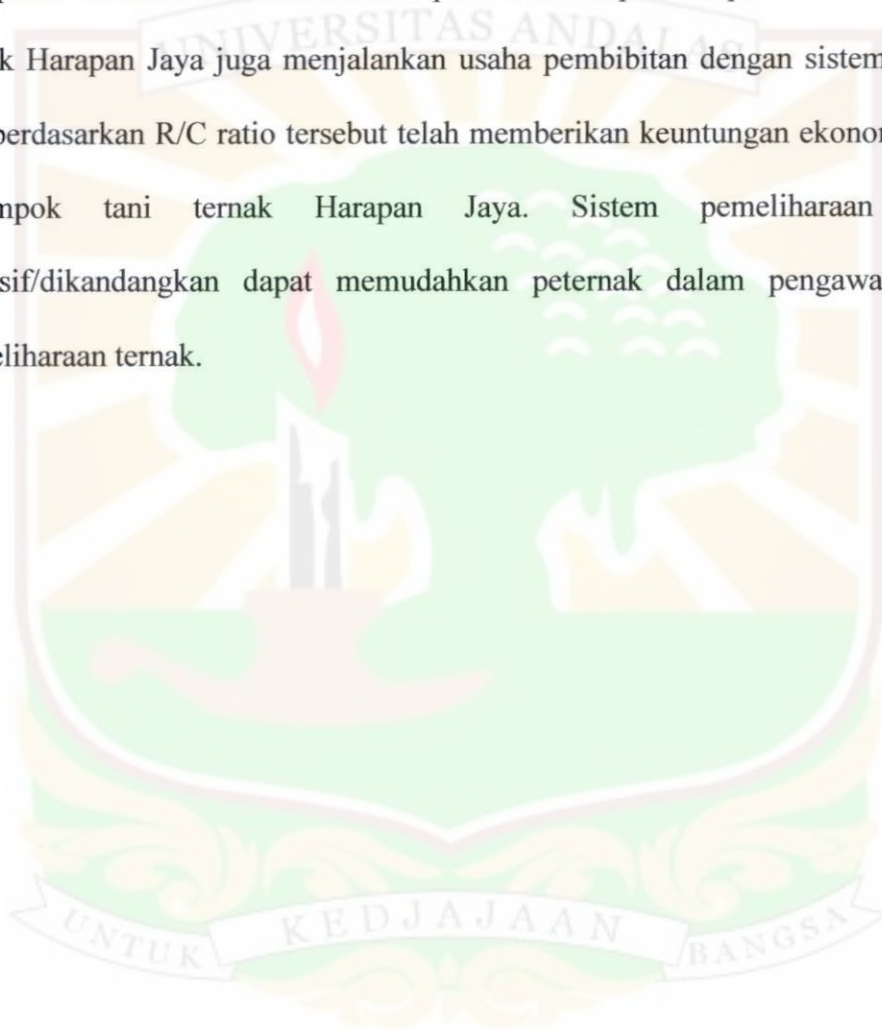 UNIVERSITAS ANDALAS
k Harapan Jaya juga menjalankan usaha pembibitan dengan sistem
berdasarkan R/C ratio tersebut telah memberikan keuntungan ekonom
mpok tani ternak Harapan Jaya. Sistem pemeliharaan
sif/dikandangkan dapat memudahkan peternak dalam pengawa
eliharaan ternak.
UNTUK KEDJAJAAN BANGSA